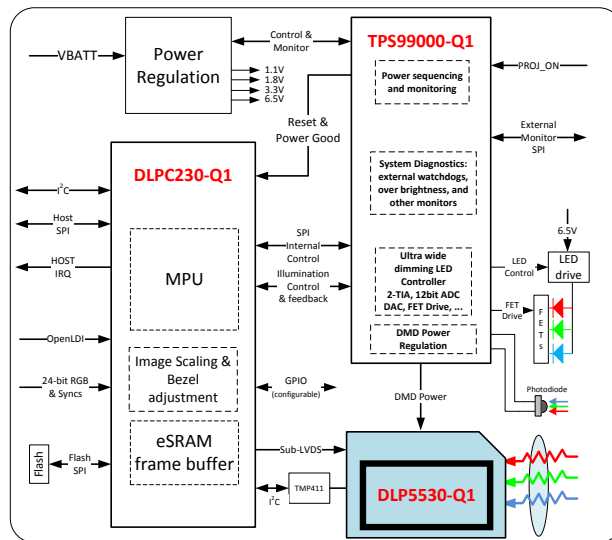 VBATT
Power
Regulation
Control &
Monitor
1.1V
1.8V
3.3V
6.5V
Reset &
Power Good
TPS99000-Q1
Power sequencing
and monitoring
System Diagnostics:
external watchdogs,
over brightness, and
other monitors
Ultra wide
dimming LED
Controller
2-TIA, 12bit ADC
DAC, FET Drive, ...
DMD Power
Regulation
PROJ_ON
External
Monitor
SPI
6.5V
LED
Control
LED
drive
FET
Drive
FETs
Photodiode
DLPC230-Q1
MPU
Image Scaling &
Bezel
adjustment
eSRAM
frame buffer
I²C
Host
SPI
HOST
IRQ
OpenLDI
24-bit RGB
& Syncs
Flash
Flash
SPI
SPI
Internal
Control
Illumination
Control
& feedback
GPIO
(configurable)
DMD Power
Sub-LVDS
I²C
TMP411
DLP5530-Q1